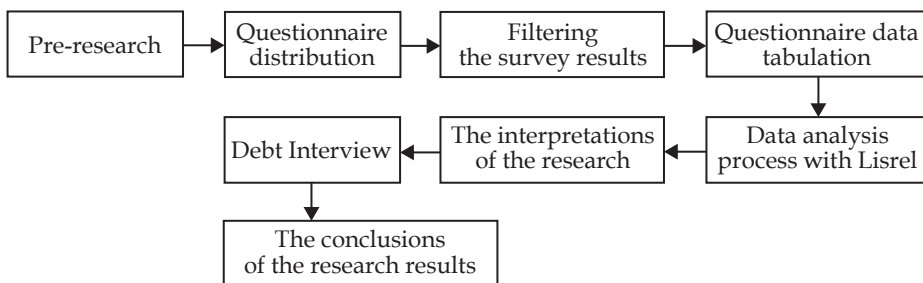 Pre-research
Questionnaire
distribution
Filtering
the survey results
Questionnaire data
tabulation
Data analysis
process with Lisrel
The interpretations
of the research
Debt Interview
The conclusions
of the research results